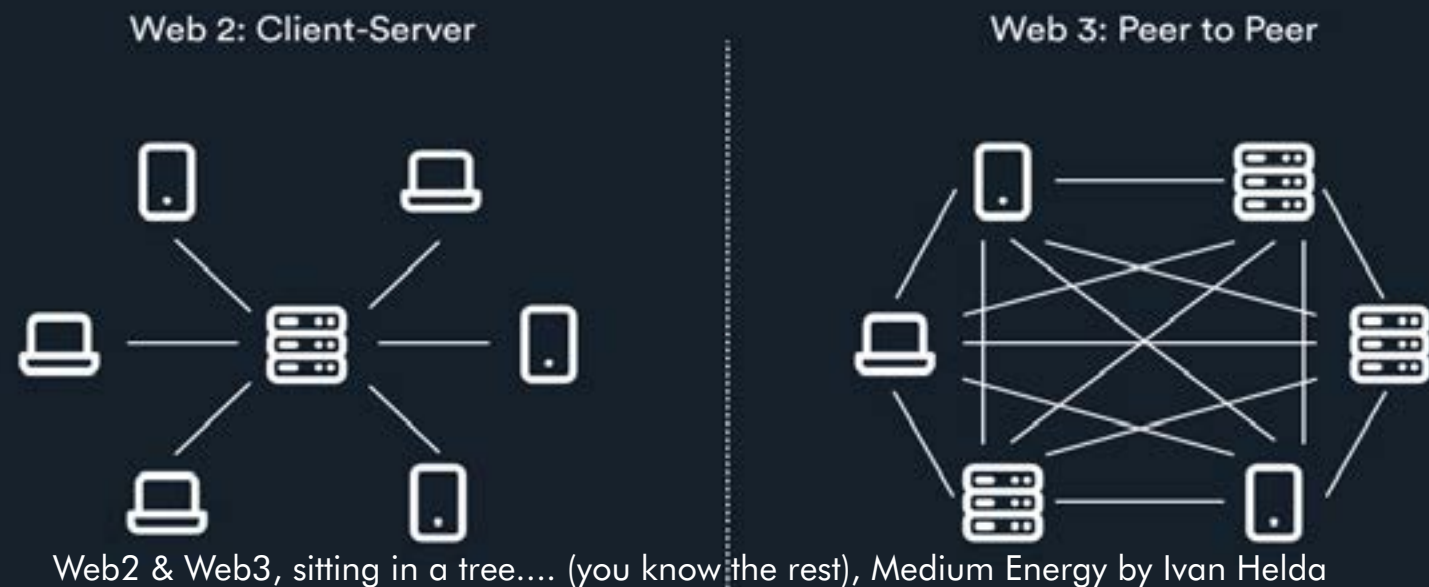 Web 2: Client-Server
Web 3: Peer to Peer
Web2 & Web3, sitting in a tree.... (you know the rest), Medium Energy by Ivan Helda